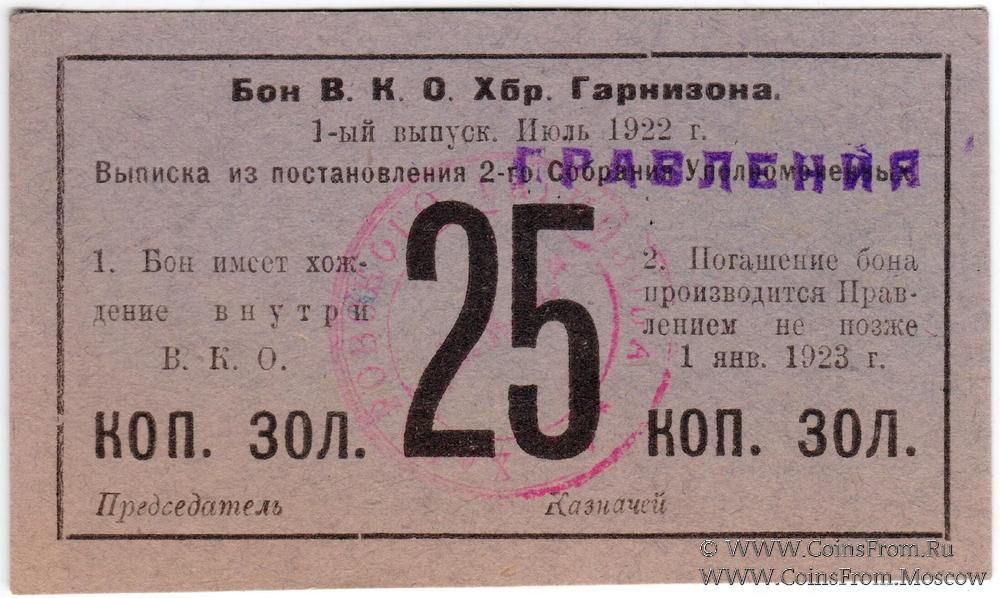 Бон В. К. О. Хбр. Гарнизона.
1-ый выпуск. Июль 1922 г.
Выписка из постановления 2-го Собрания Уполномоченных.
ПРАВЛЕНИЯ
1. Бон имеет хож-
дение внутри
В. К. О.
25
2. Погашение бона
производится Прав-
лением не позже
1 янв. 1923 г.
КОП. ЗОЛ.
КОП. ЗОЛ.
Председатель
Казначей
© WWW.CoinsFrom.Ru
WWW.CoinsFrom.Moscow